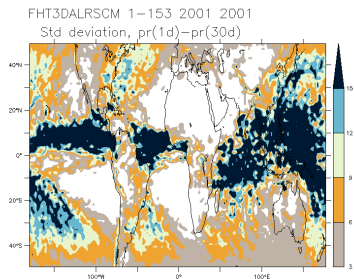 FHT3DALRSCM 1-153 2001 2001
Std deviation, pr(1d)-pr(30d)
40°N
20°N
0°
20°S
40°S
100°W
0°
100°E
15
12
9
6
3